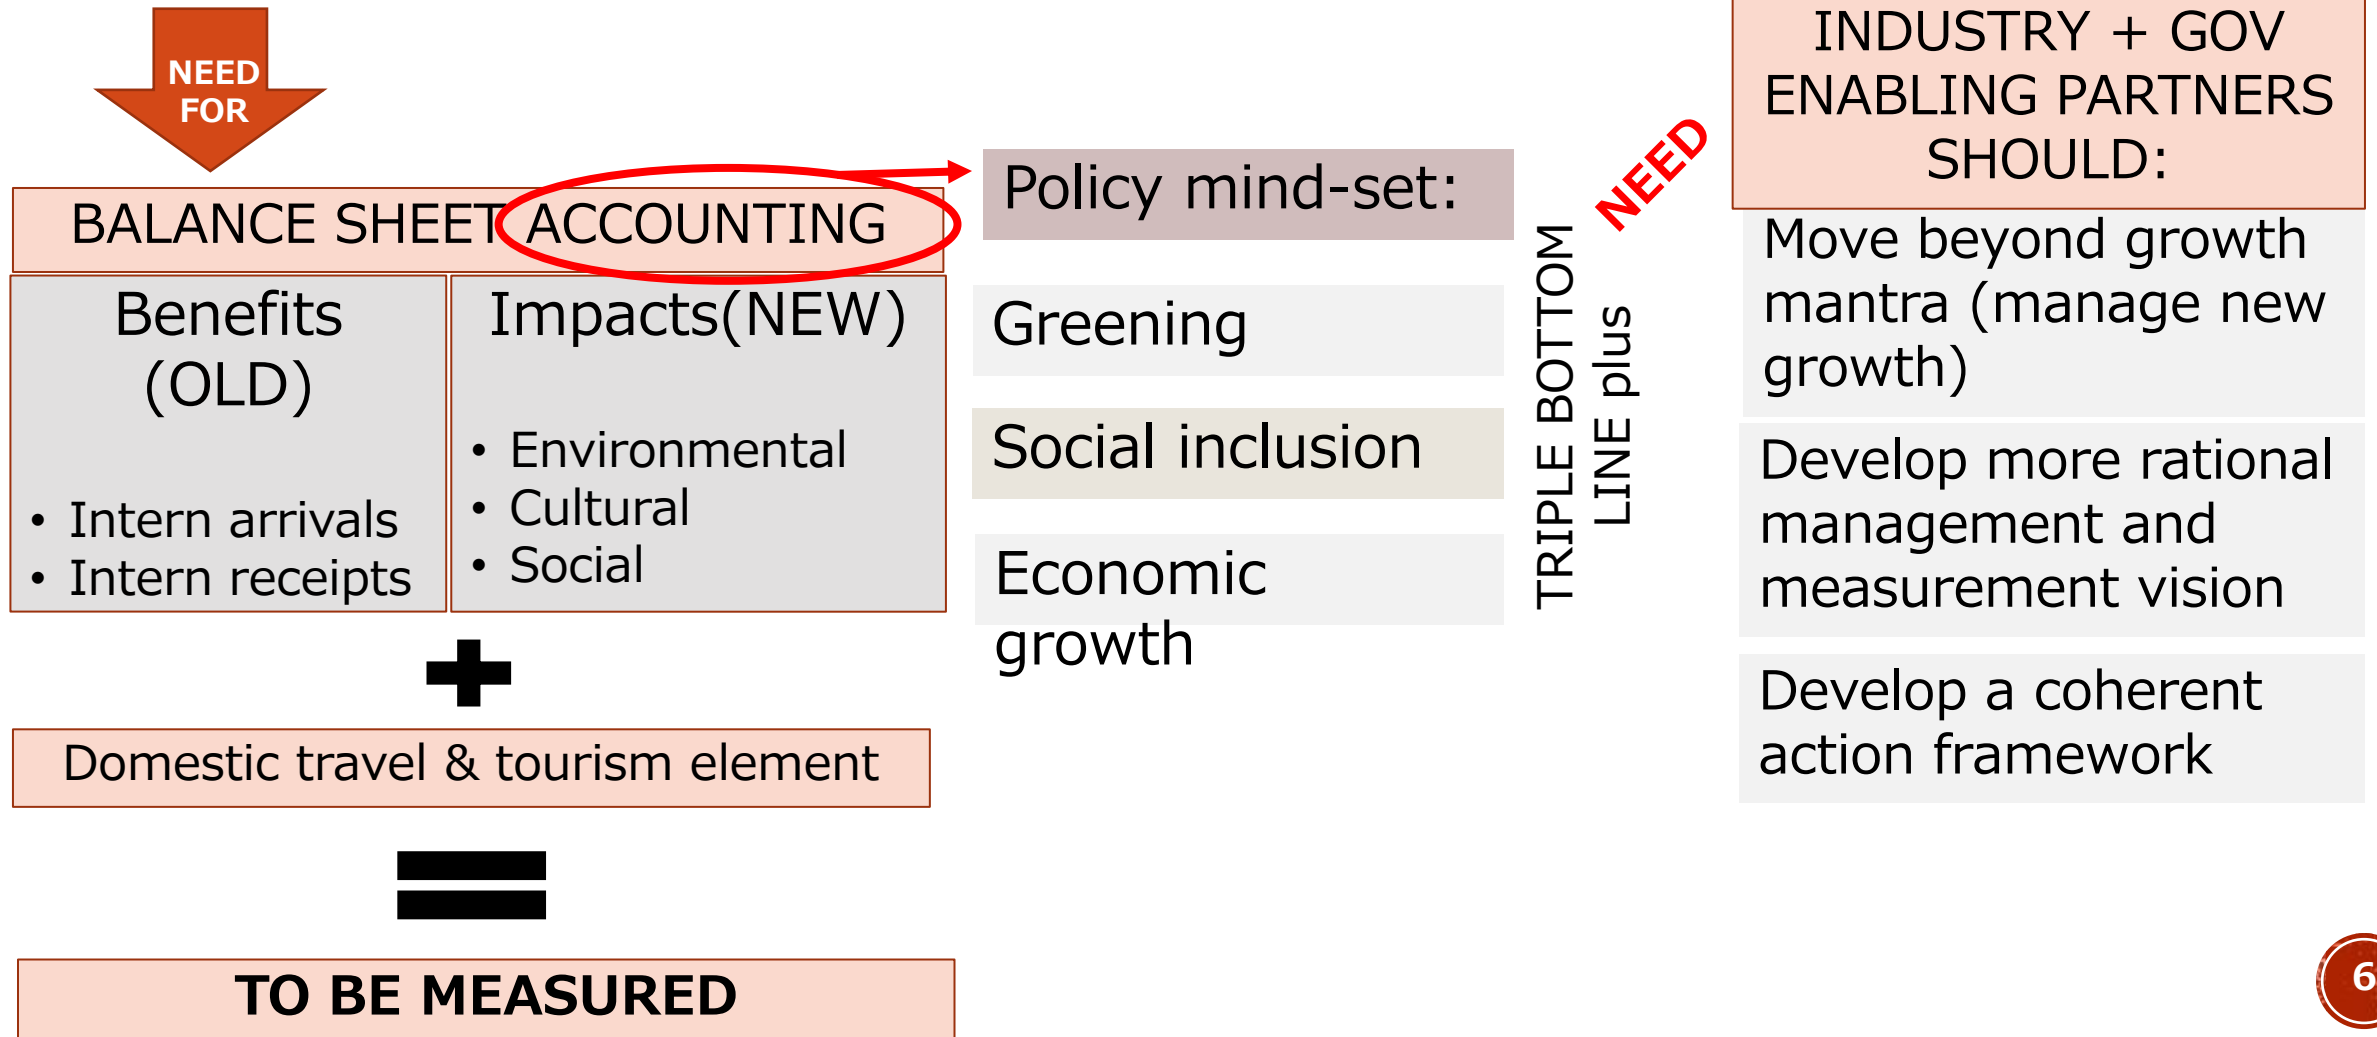 NEED
FOR
BALANCE SHEET ACCOUNTING
Benefits
(OLD)
• Intern arrivals
• Intern receipts
Impacts(NEW)
• Environmental
• Cultural
• Social
Domestic travel & tourism element
TO BE MEASURED
Policy mind-set:
Greening
Social inclusion
Economic
growth
TRIPLE BOTTOM
LINE plus
NEED
INDUSTRY + GOV
ENABLING PARTNERS
SHOULD:
Move beyond growth
mantra (manage new
growth)
Develop more rational
management and
measurement vision
Develop a coherent
action framework
6